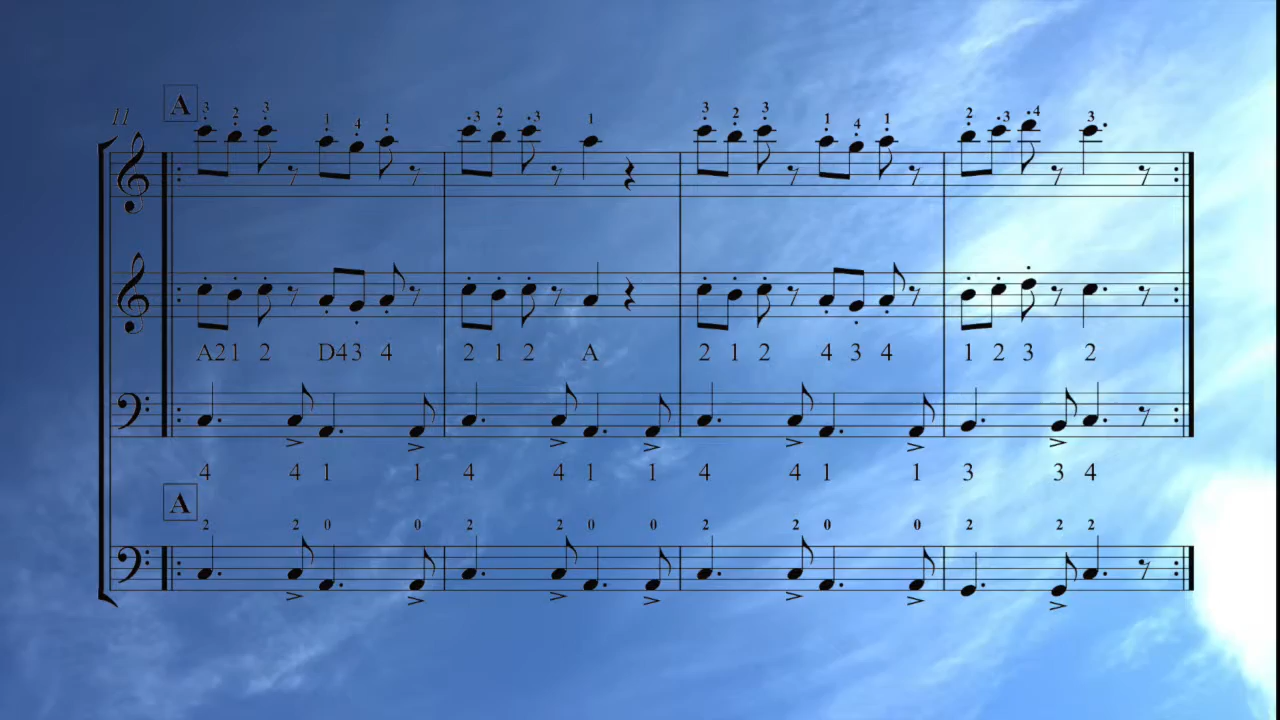 11 A 3 2 3 1 4 1 3 2 3 1 3 2 3 1 4 1 2 3 4 3
A2 1 2 D4 3 4 2 1 2 A 2 1 2 4 3 4 1 2 3 2
4 4 1 1 4 4 1 1 4 4 1 1 3 3 4
A
2 2 0 0 2 2 0 0 2 2 0 0 2 2 2